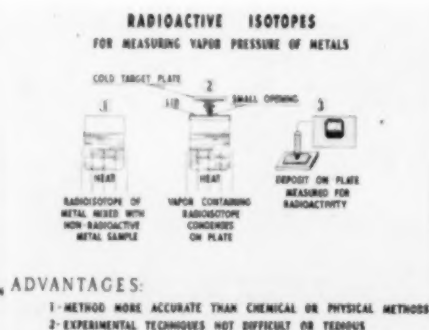 RADIOACTIVE ISOTOPES
FOR MEASURING VAPOR PRESSURE OF METALS
COLD TARGET PLATE
1
2
3
LID
SMALL OPENING
HEAT
HEAT
RADIOISOTOPE OF
METAL MIXED WITH
NON-RADIOACTIVE
METAL SAMPLE
VAPOR CONTAINING
RADIOISOTOPE
CONDENSES
ON PLATE
DEPOSIT ON PLATE
MEASURED FOR
RADIOACTIVITY
ADVANTAGES:
1-METHOD MORE ACCURATE THAN CHEMICAL OR PHYSICAL METHODS
2-EXPERIMENTAL TECHNIQUES NOT DIFFICULT OR TEDIOUS